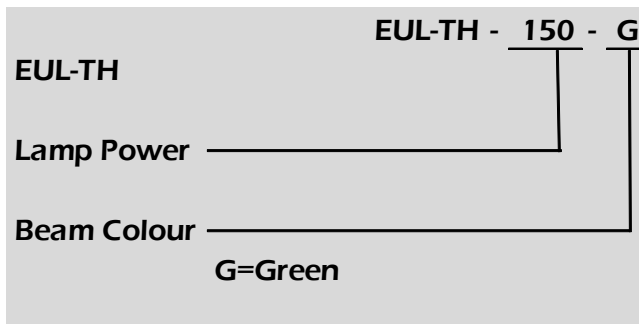 EUL-TH - 150 - G
EUL-TH
Lamp Power
Beam Colour
G=Green